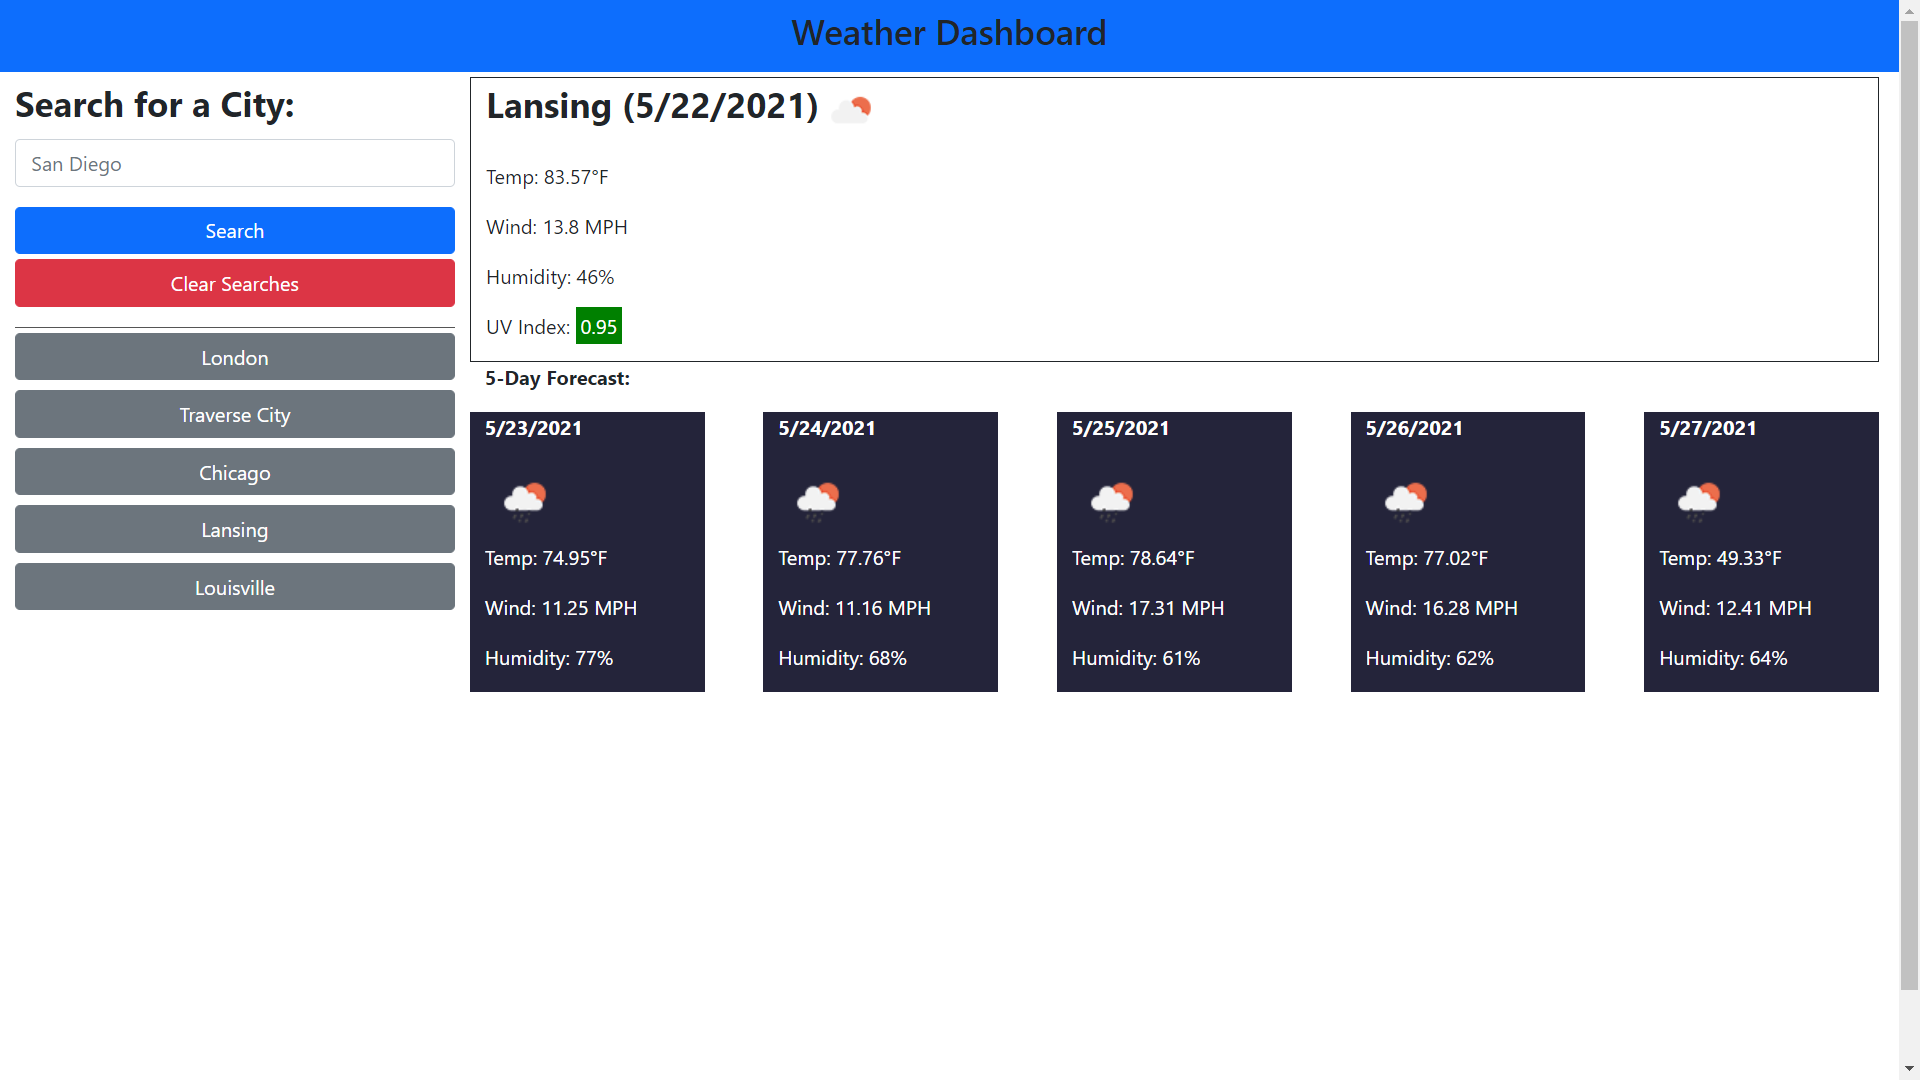 Weather Dashboard
Search for a City:
San Diego
Search
Clear Searches
London
Traverse City
Chicago
Lansing
Louisville
Lansing (5/22/2021)
Temp: 83.57°F
Wind: 13.8 MPH
Humidity: 46%
UV Index: 0.95
5-Day Forecast:
5/23/2021
Temp: 74.95°F
Wind: 11.25 MPH
Humidity: 77%
5/24/2021
Temp: 77.76°F
Wind: 11.16 MPH
Humidity: 68%
5/25/2021
Temp: 78.64°F
Wind: 17.31 MPH
Humidity: 61%
5/26/2021
Temp: 77.02°F
Wind: 16.28 MPH
Humidity: 62%
5/27/2021
Temp: 49.33°F
Wind: 12.41 MPH
Humidity: 64%